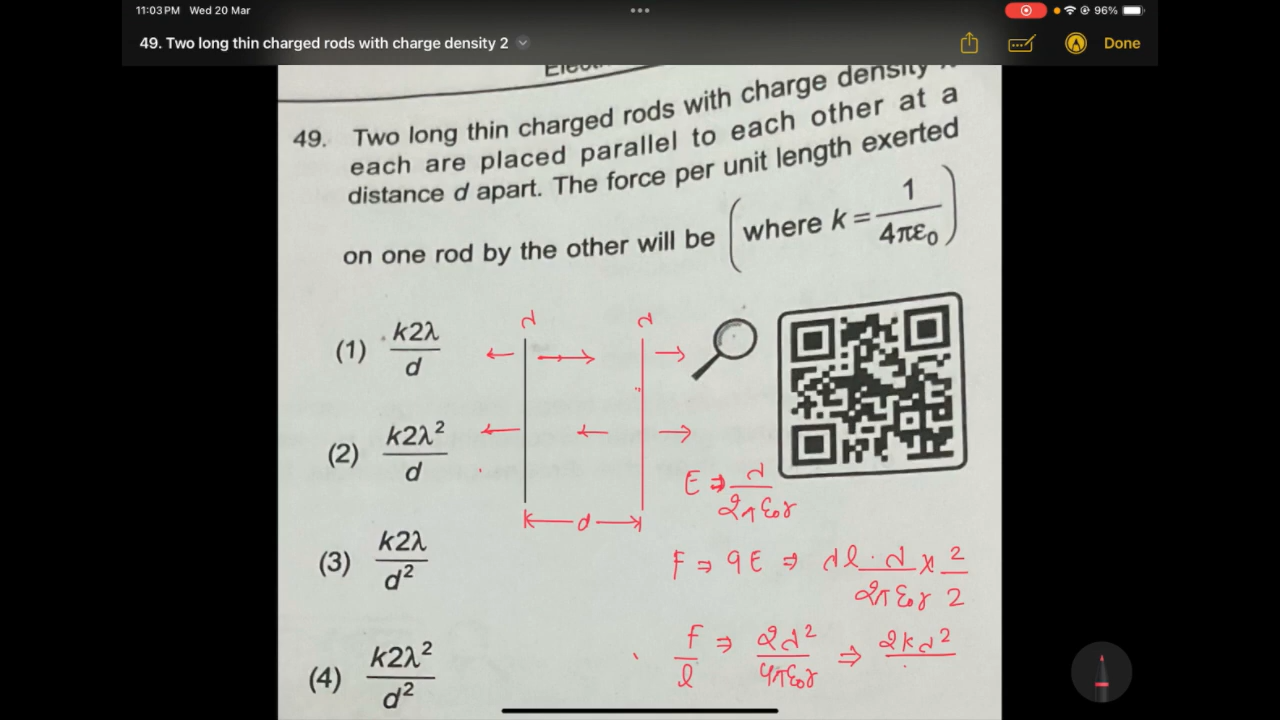 11:03 PM Wed 20 Mar
96%
49. Two long thin charged rods with charge density 2
Done
49. Two long thin charged rods with charge density
each are placed parallel to each other at a
distance d apart. The force per unit length exerted
on one rod by the other will be (where k = 1/4πε₀)
(1) k2λ/d
(2) k2λ²/d
(3) k2λ/d²
(4) k2λ²/d²
λ λ
d
E ⇒ λ/2πε₀r
F ⇒ qE ⇒ λl · λ/2πε₀r × 2/2
F/l ⇒ 2λ²/4πε₀r ⇒ 2kλ²